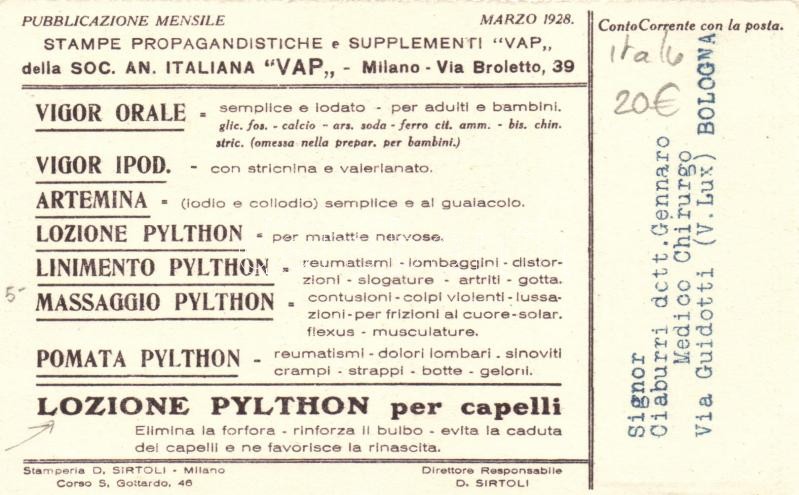 PUBBLICAZIONE MENSILE MARZO 1928.
STAMPE PROPAGANDISTICHE e SUPPLEMENTI "VAP„
della SOC. AN. ITALIANA "VAP„ - Milano - Via Broletto, 39
VIGOR ORALE = semplice e iodato - per adulti e bambini.
glic. fos. - calcio - ars. soda - ferro cit. amm. - bis. chin.
stric. (omessa nella prepar. per bambini.)
VIGOR IPOD. - con stricnina e valerianato.
ARTEMINA = (iodio e collodio) semplice e al guaiacolo.
LOZIONE PYLTHON = per malattie nervose.
LINIMENTO PYLTHON = reumatismi - lombaggini - distor-
zioni - slogature - artriti - gotta.
5-
MASSAGGIO PYLTHON = contusioni - colpi violenti - lussa-
zioni - per frizioni al cuore - solar.
flexus - musculature.
POMATA PYLTHON - reumatismi - dolori lombari . sinoviti
crampi - strappi - botte - geloni.
LOZIONE PYLTHON per capelli
Elimina la forfora - rinforza il bulbo - evita la caduta
dei capelli e ne favorisce la rinascita.
Stamperia D. SIRTOLI - Milano
Corso S. Gottardo, 46
Direttore Responsabile
D. SIRTOLI
ContoCorrente con la posta.
20€
Signor
Ciaburri dott.Gennaro
Medico Chirurgo
Via Guidotti (V.Lux) BOLOGNA